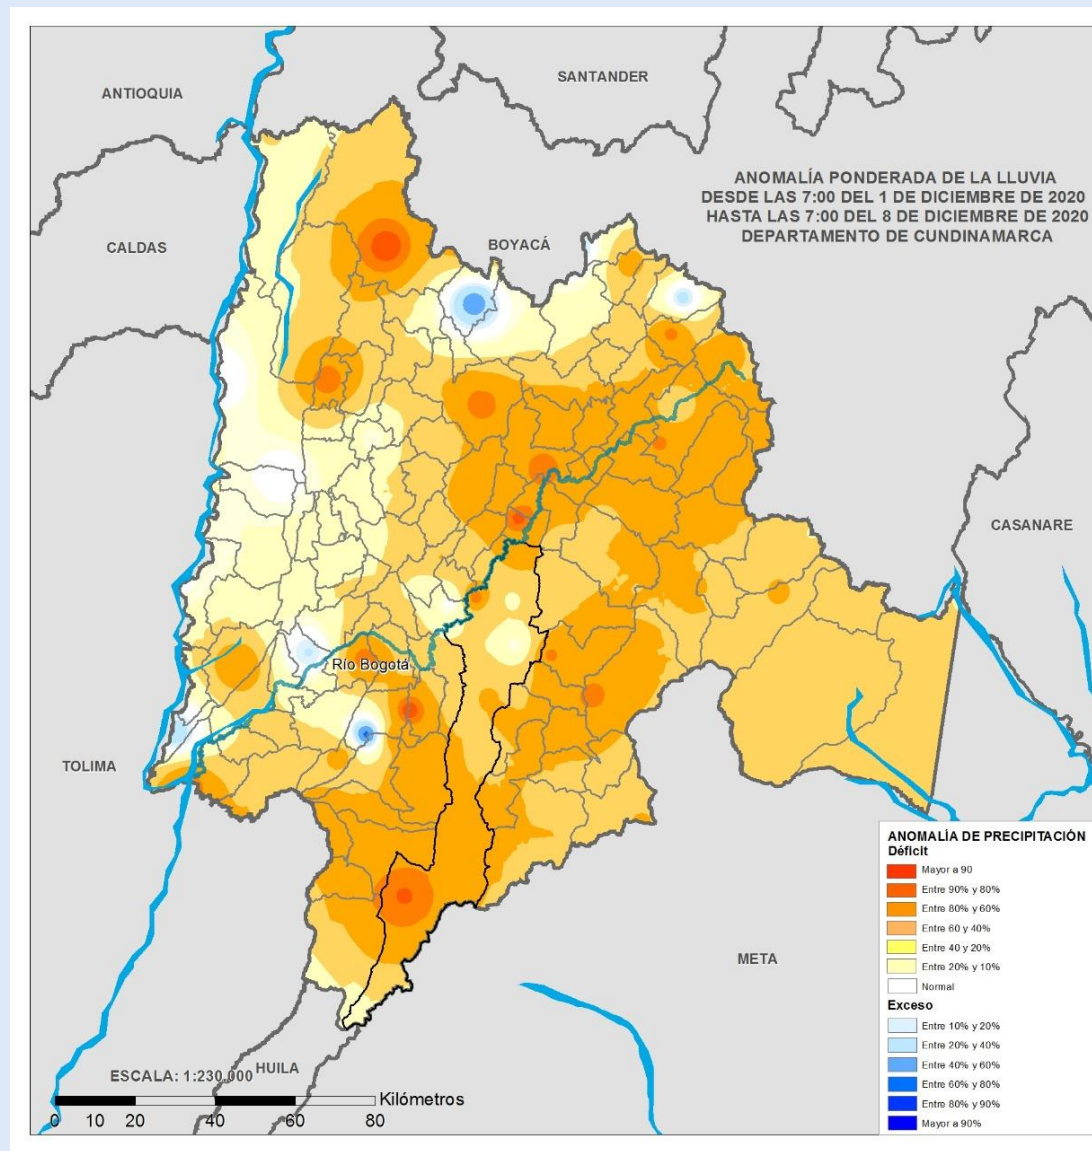 SANTANDER
ANTIOQUIA
ANOMALÍA PONDERADA DE LA LLUVIA
DESDE LAS 7:00 DEL 1 DE DICIEMBRE DE 2020
HASTA LAS 7:00 DEL 8 DE DICIEMBRE DE 2020
DEPARTAMENTO DE CUNDINAMARCA
CALDAS
BOYACÁ
CASANARE
Río Bogotá
TOLIMA
META
HUILA
ESCALA: 1:230.000
Kilómetros
0 10 20 40 60 80
ANOMALÍA DE PRECIPITACIÓN
Déficit
Mayor a 90
Entre 90% y 80%
Entre 80% y 60%
Entre 60 y 40%
Entre 40 y 20%
Entre 20% y 10%
Normal
Exceso
Entre 10% y 20%
Entre 20% y 40%
Entre 40% y 60%
Entre 60% y 80%
Entre 80% y 90%
Mayor a 90%